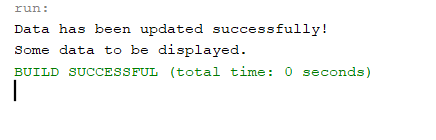 run:
Data has been updated successfully!
Some data to be displayed.
BUILD SUCCESSFUL (total time: 0 seconds)